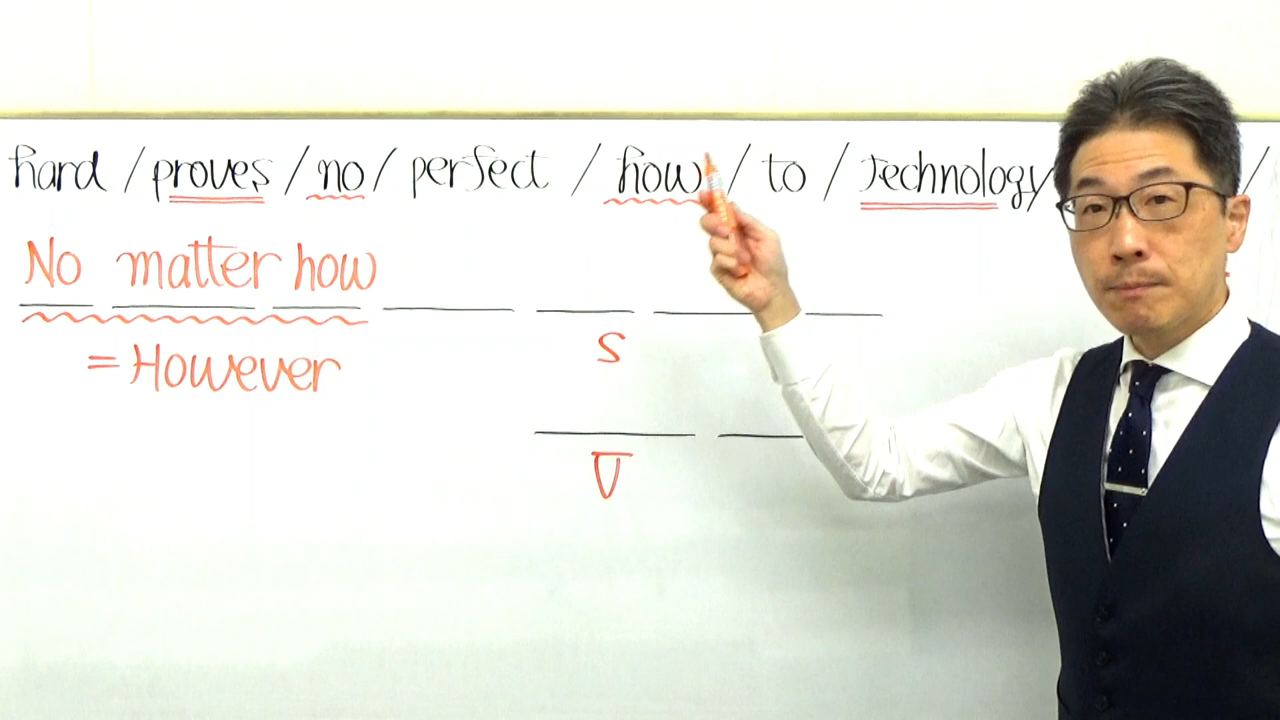 hard / proves / no / perfect / how / to / technology / /
No matter how
= However
S
V